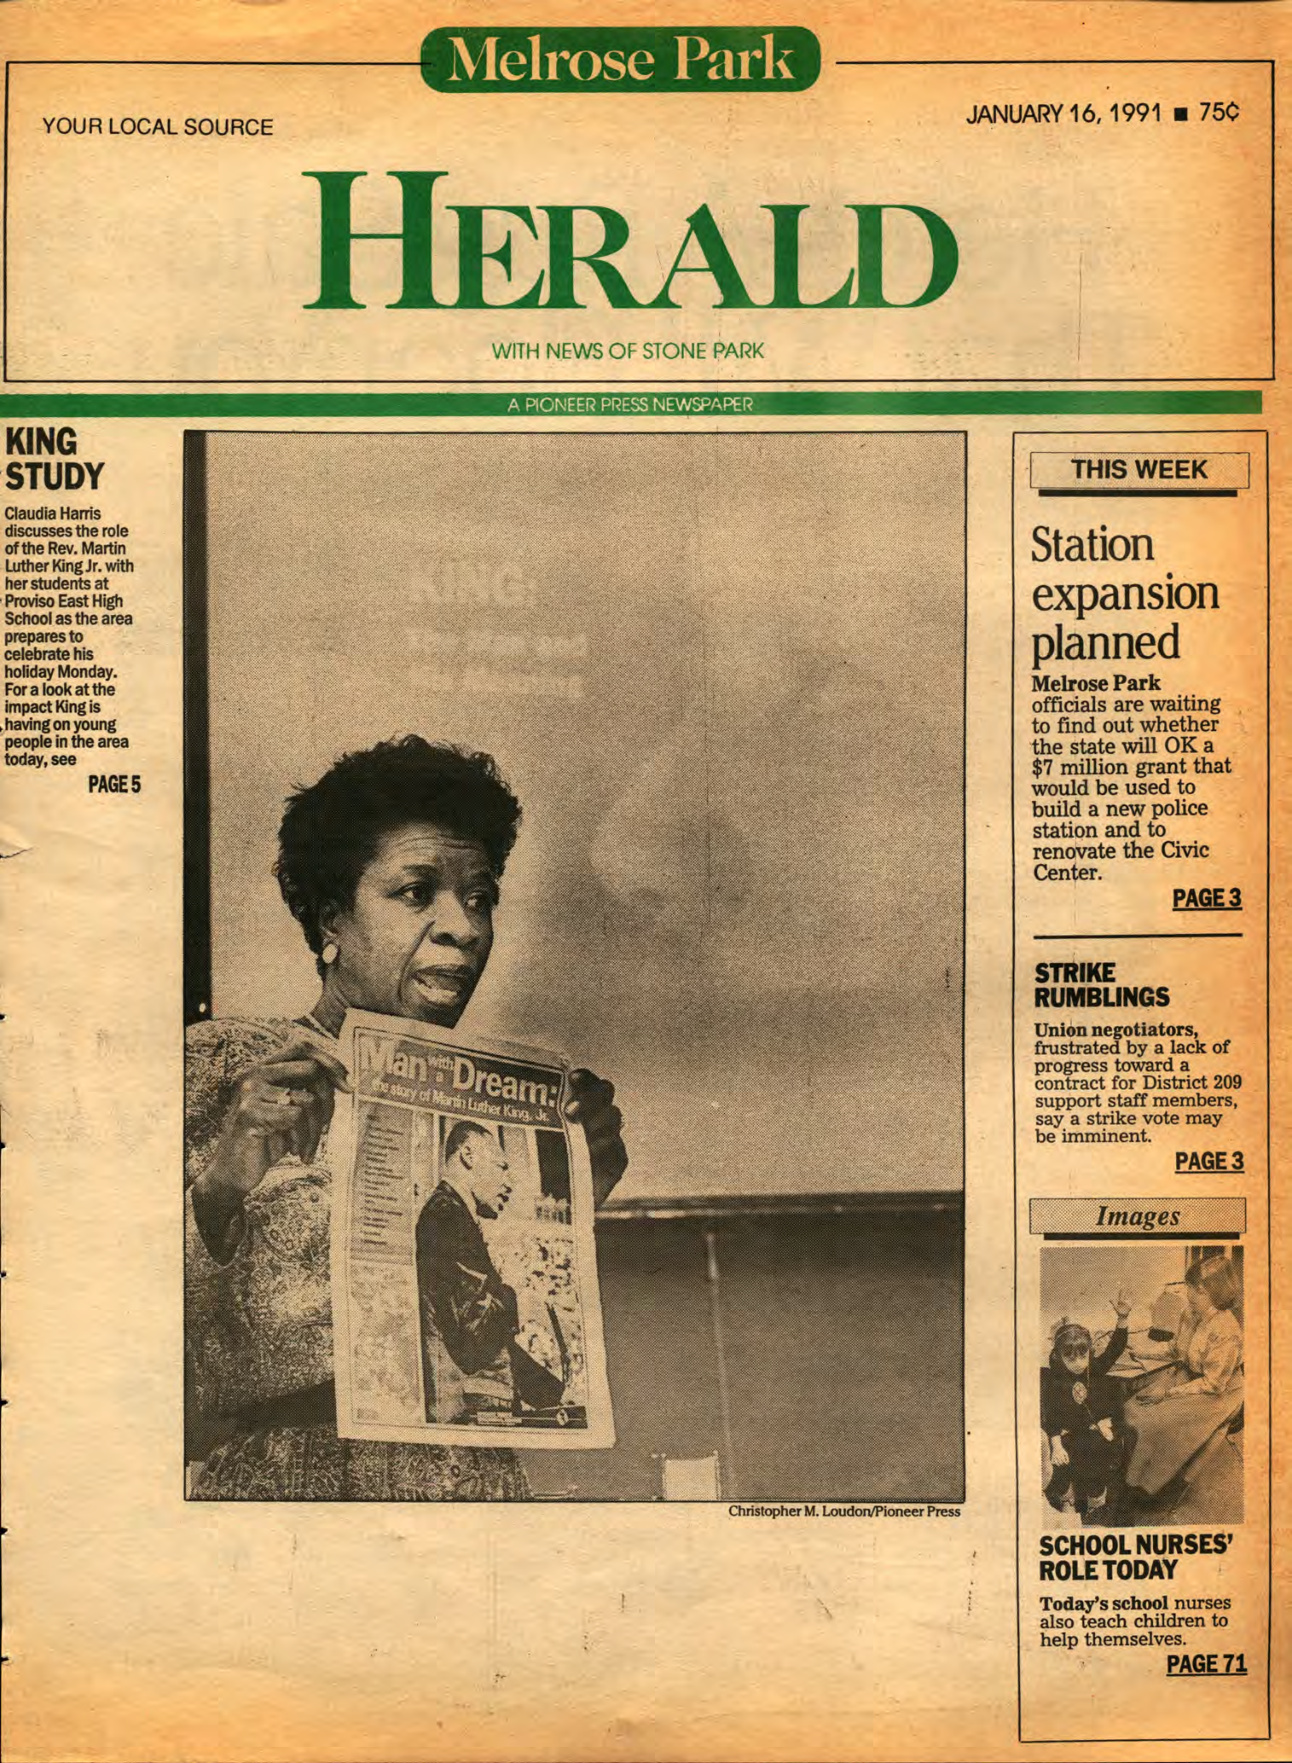 Melrose Park
YOUR LOCAL SOURCE
JANUARY 16, 1991 ■ 75¢
HERALD
WITH NEWS OF STONE PARK
A PIONEER PRESS NEWSPAPER
KING
STUDY
Claudia Harris
discusses the role
of the Rev. Martin
Luther King Jr. with
her students at
Proviso East High
School as the area
prepares to
celebrate his
holiday Monday.
For a look at the
impact King is
having on young
people in the area
today, see
PAGE 5
KING:
Man with a Dream:
the story of Martin Luther King, Jr.
Christopher M. Loudon/Pioneer Press
THIS WEEK
Station
expansion
planned
Melrose Park
officials are waiting
to find out whether
the state will OK a
$7 million grant that
would be used to
build a new police
station and to
renovate the Civic
Center.
PAGE 3
STRIKE
RUMBLINGS
Union negotiators,
frustrated by a lack of
progress toward a
contract for District 209
support staff members,
say a strike vote may
be imminent.
PAGE 3
Images
SCHOOL NURSES'
ROLE TODAY
Today's school nurses
also teach children to
help themselves.
PAGE 71